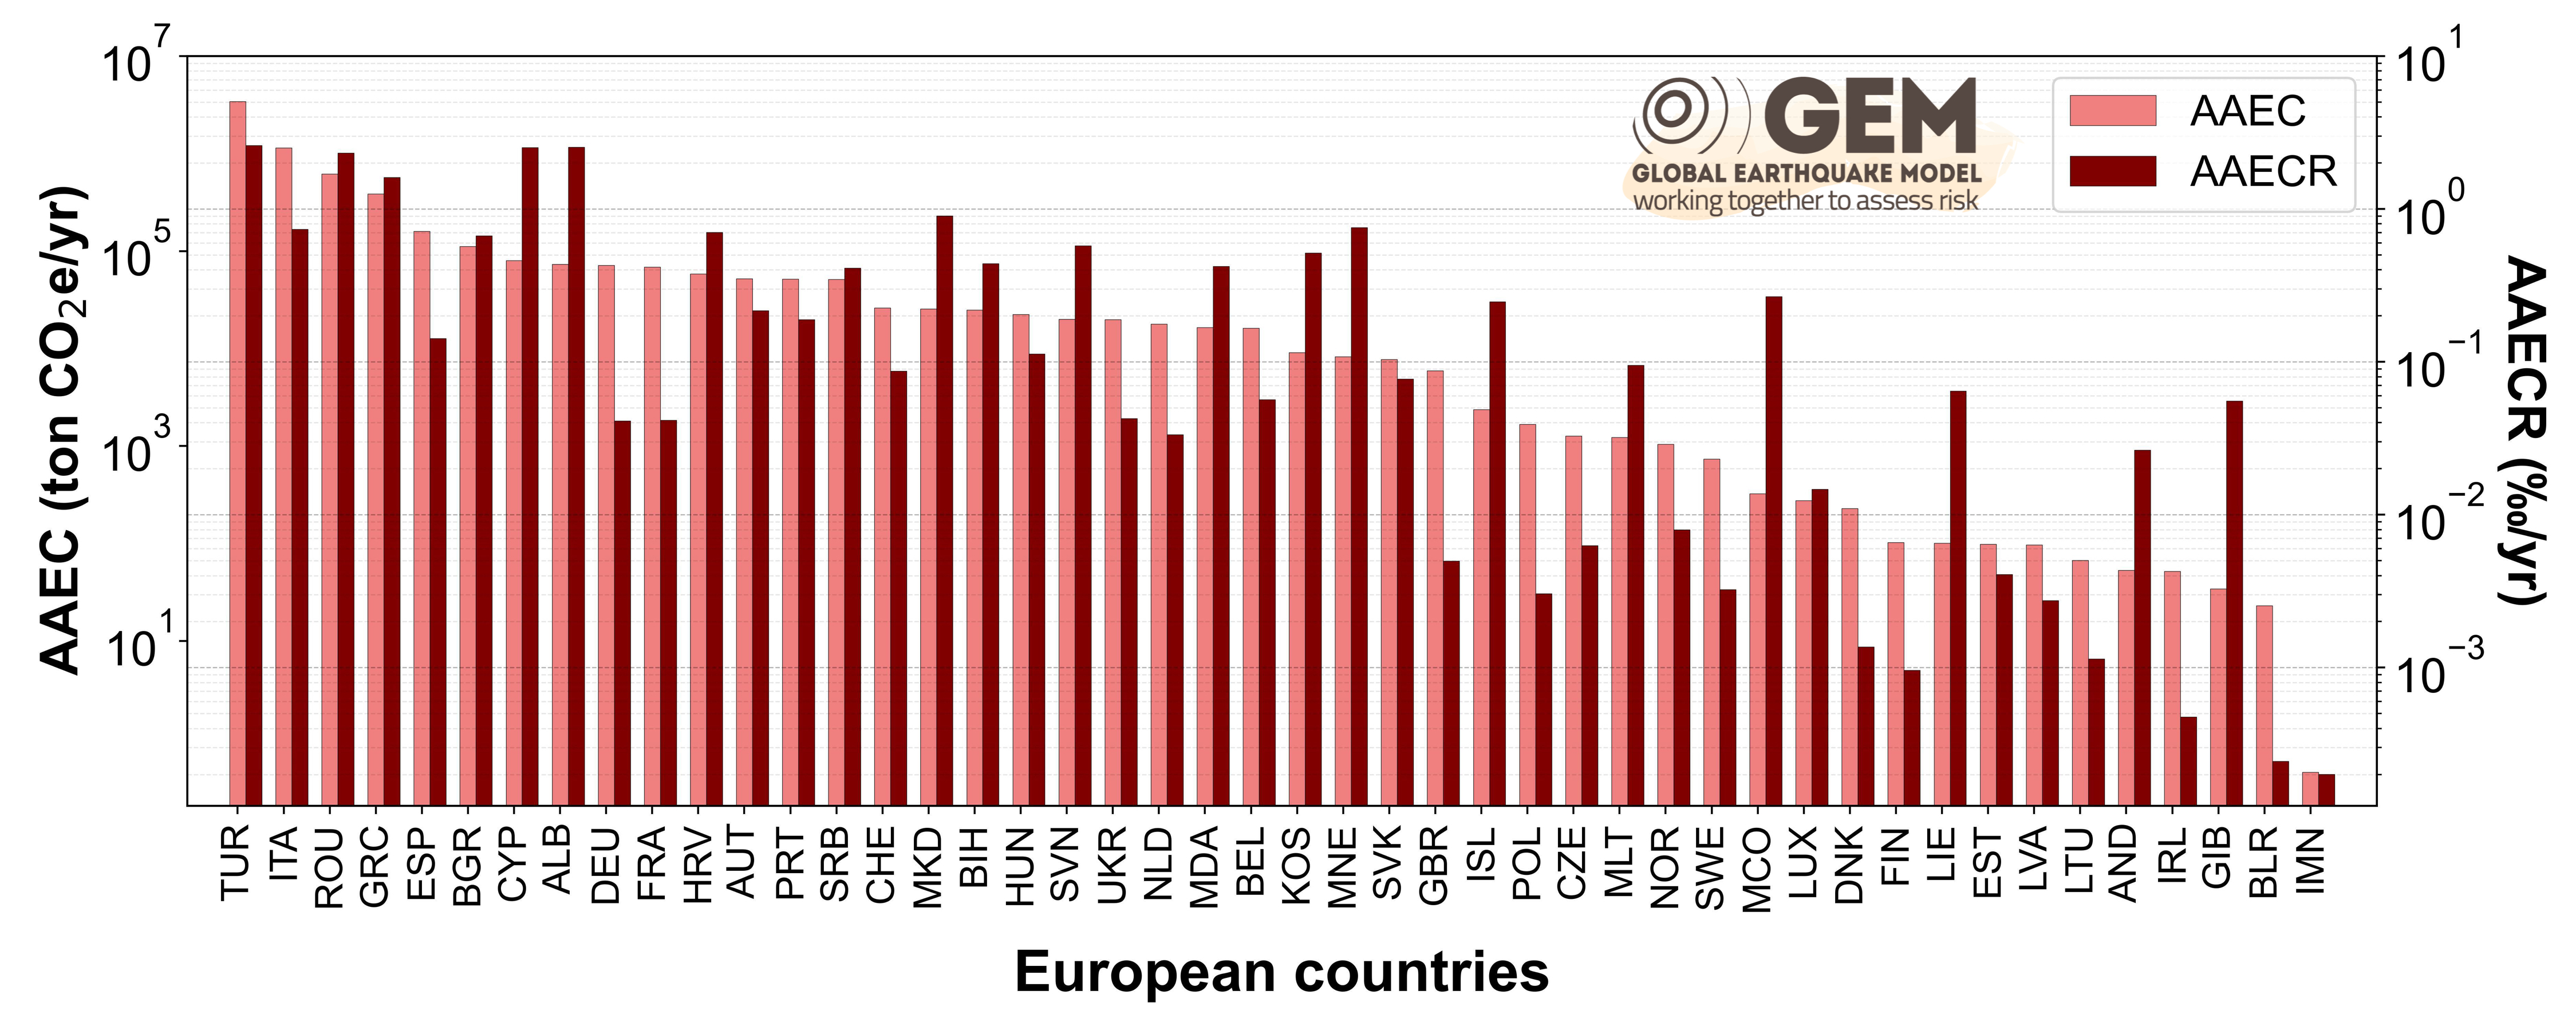 10^7
10^5
10^3
10^1
AAEC (ton CO₂e/yr)
GEM
GLOBAL EARTHQUAKE MODEL
working together to assess risk
AAEC
AAECR
10^1
10^0
10^−1
10^−2
10^−3
AAECR (‰/yr)
TUR
ITA
ROU
GRC
ESP
BGR
CYP
ALB
DEU
FRA
HRV
AUT
PRT
SRB
CHE
MKD
BIH
HUN
SVN
UKR
NLD
MDA
BEL
KOS
MNE
SVK
GBR
ISL
POL
CZE
MLT
NOR
SWE
MCO
LUX
DNK
FIN
LIE
EST
LVA
LTU
AND
IRL
GIB
BLR
IMN
European countries